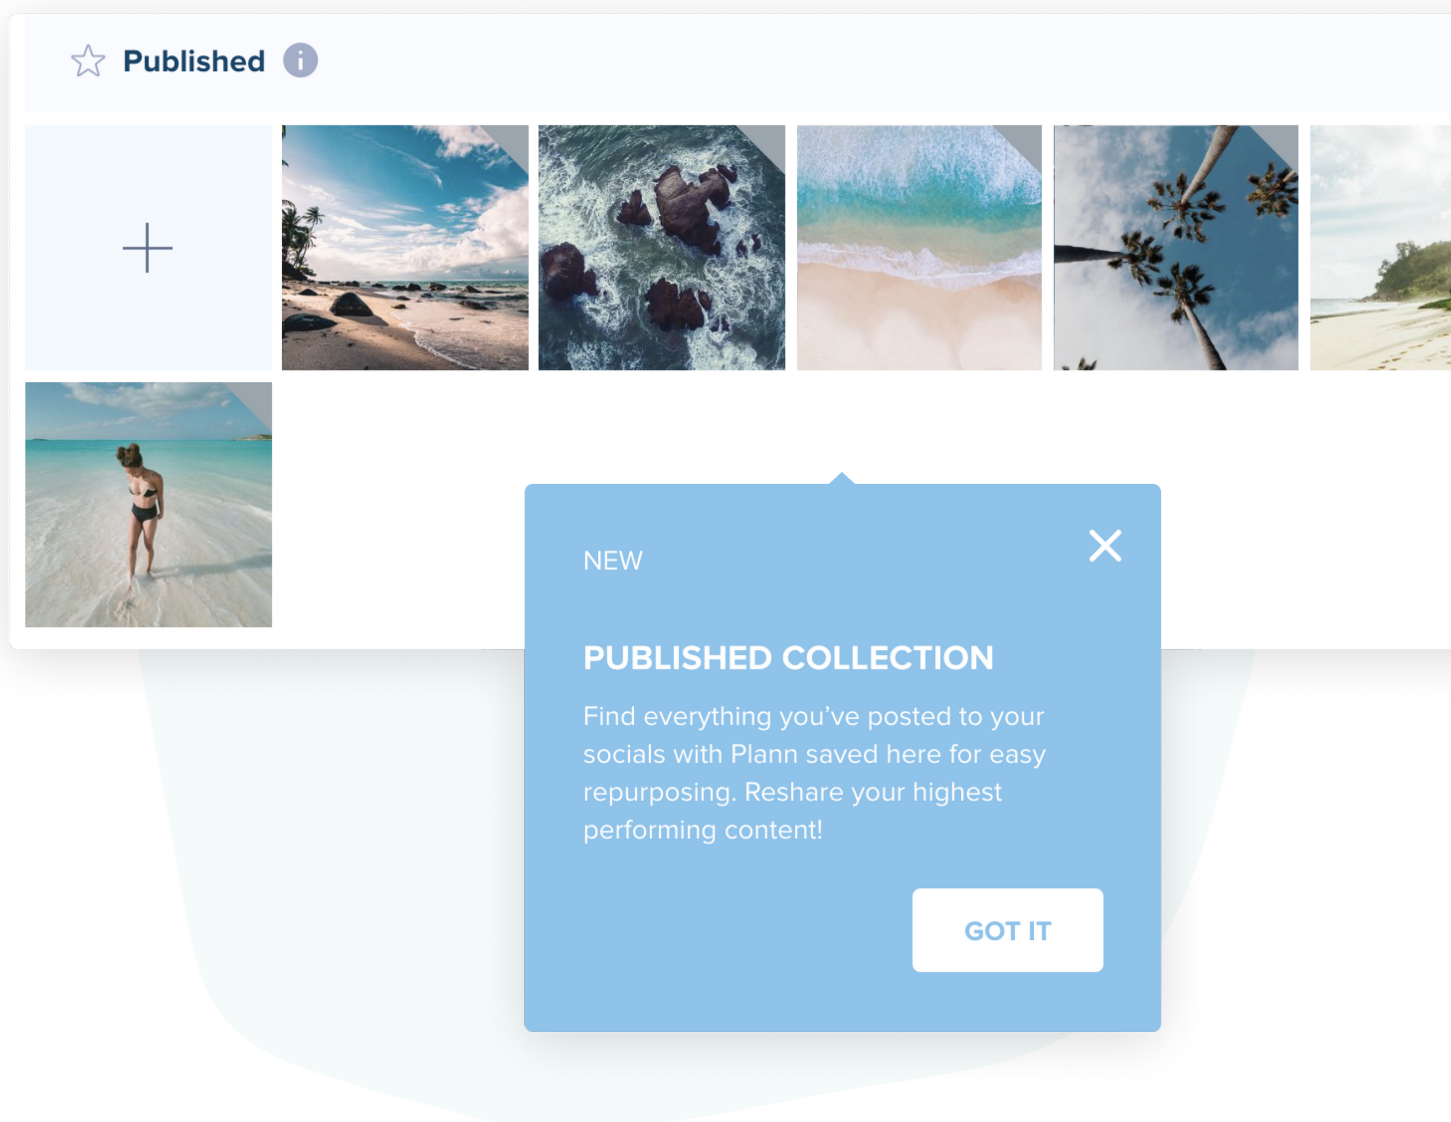 Published
NEW
PUBLISHED COLLECTION
Find everything you’ve posted to your
socials with Plann saved here for easy
repurposing. Reshare your highest
performing content!
GOT IT